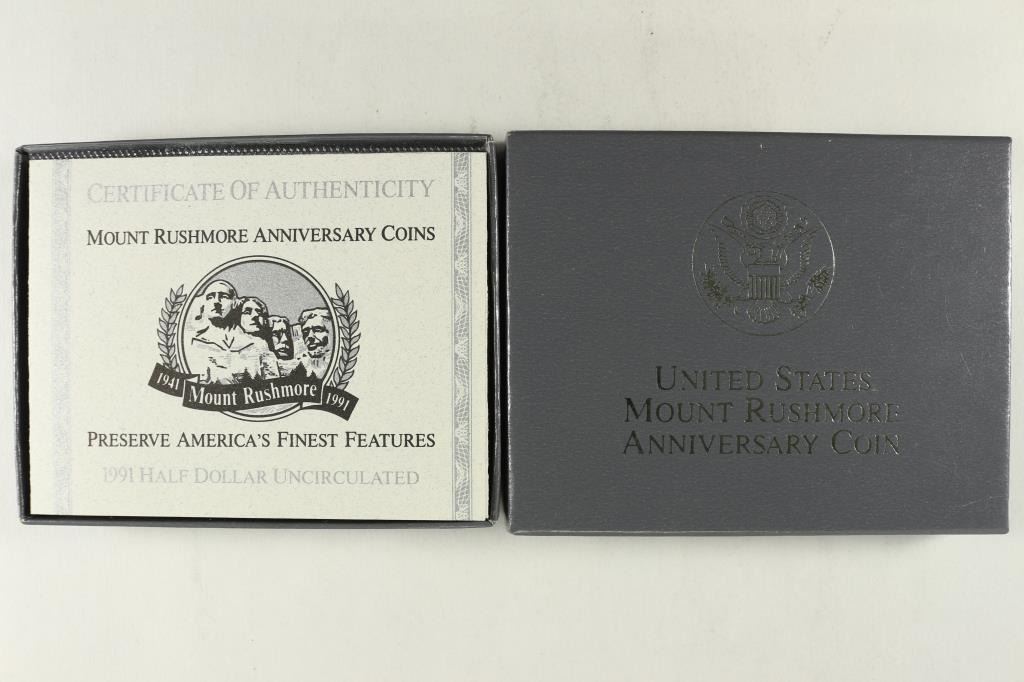 CERTIFICATE OF AUTHENTICITY
MOUNT RUSHMORE ANNIVERSARY COINS
1941 Mount Rushmore 1991
PRESERVE AMERICA'S FINEST FEATURES
1991 HALF DOLLAR UNCIRCULATED
UNITED STATES
MOUNT RUSHMORE
ANNIVERSARY COIN